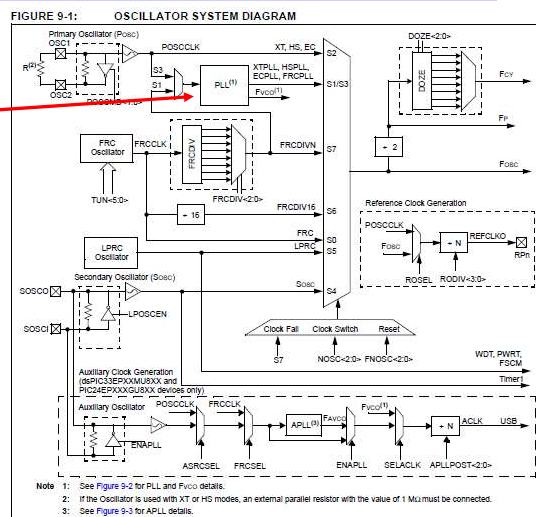 FIGURE 9-1: OSCILLATOR SYSTEM DIAGRAM
Primary Oscillator (POSC)
OSC1
R(2)
OSC2
POSCCLK
S3
S1
PLL(1)
XT, HS, EC
XTPLL, HSPLL,
ECPLL, FRCPLL
FVCO(1)
S2
S1/S3
DOZE<2:0>
DOZE
FCY
FP
÷ 2
FOSC
FRC
Oscillator
FRCCLK
TUN<5:0>
FRCDIV
FRCDIVN
S7
FRCDIV<2:0>
÷ 16
FRCDIV16
S6
FRC
S0
LPRC
Oscillator
LPRC
S5
Reference Clock Generation
POSCCLK
FOSC
÷ N
REFCLKO
RPn
ROSEL
RODIV<3:0>
Secondary Oscillator (SOSC)
SOSCO
SOSCI
LPOSCEN
SOSC
S4
Clock Fail Clock Switch Reset
S7
NOSC<2:0> FNOSC<2:0>
WDT, PWRT,
FSCM
Timer1
Auxiliary Clock Generation
(dsPIC33EPXXMU8XX and
PIC24EPXXXGU8XX devices only)
Auxiliary Oscillator
POSCCLK
FRCCLK
ENAPLL
APLL(3)
FAVCO
FVCO(1)
÷ N
ACLK
USB
ASRCSEL
FRCSEL
ENAPLL
SELACLK
APLLPOST<2:0>
Note 1: See Figure 9-2 for PLL and FVCO details.
2: If the Oscillator is used with XT or HS modes, an external parallel resistor with the value of 1 MΩ must be connected.
3: See Figure 9-3 for APLL details.